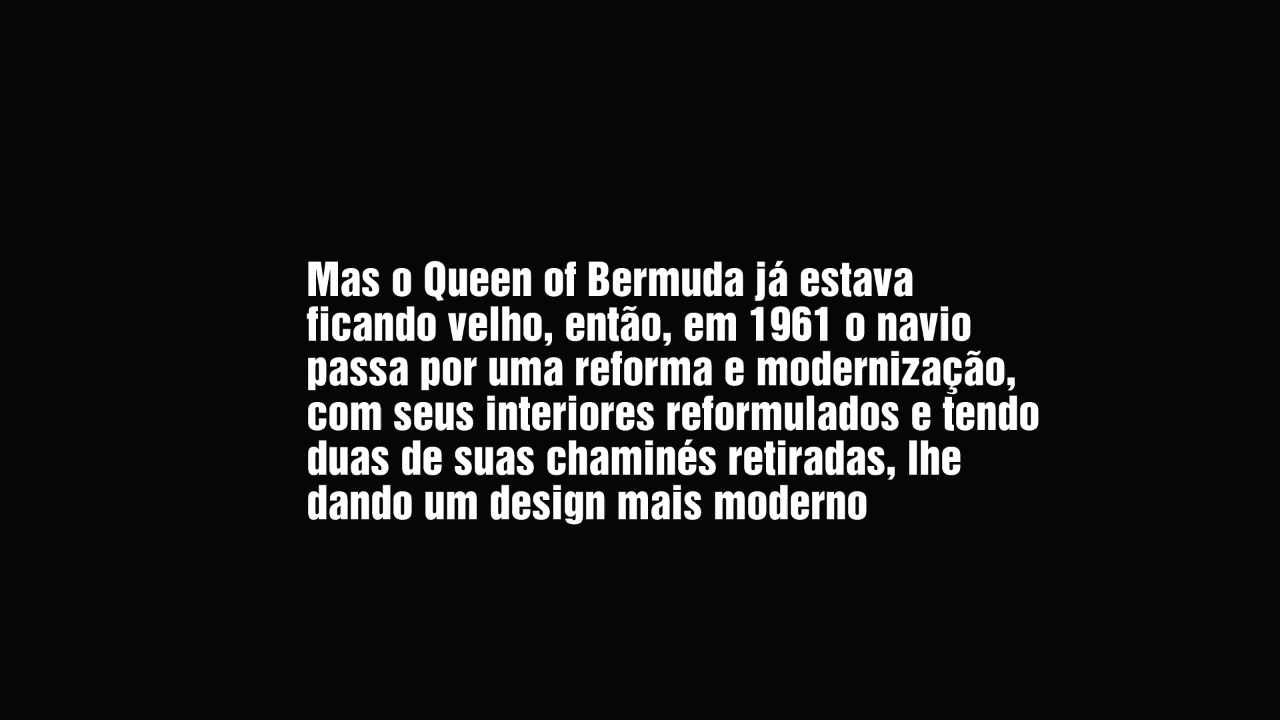 Mas o Queen of Bermuda já estava
ficando velho, então, em 1961 o navio
passa por uma reforma e modernização,
com seus interiores reformulados e tendo
duas de suas chaminés retiradas, lhe
dando um design mais moderno